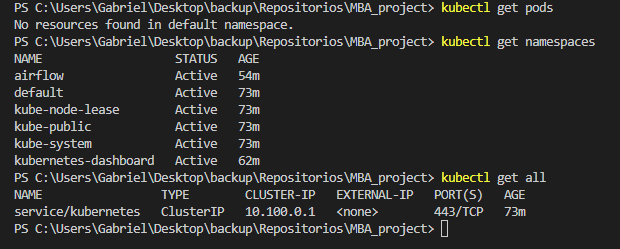 PS C:\Users\Gabriel\Desktop\backup\Repositorios\MBA_project> kubectl get pods
No resources found in default namespace.
PS C:\Users\Gabriel\Desktop\backup\Repositorios\MBA_project> kubectl get namespaces
NAME STATUS AGE
airflow Active 54m
default Active 73m
kube-node-lease Active 73m
kube-public Active 73m
kube-system Active 73m
kubernetes-dashboard Active 62m
PS C:\Users\Gabriel\Desktop\backup\Repositorios\MBA_project> kubectl get all
NAME TYPE CLUSTER-IP EXTERNAL-IP PORT(S) AGE
service/kubernetes ClusterIP 10.100.0.1 <none> 443/TCP 73m
PS C:\Users\Gabriel\Desktop\backup\Repositorios\MBA_project>